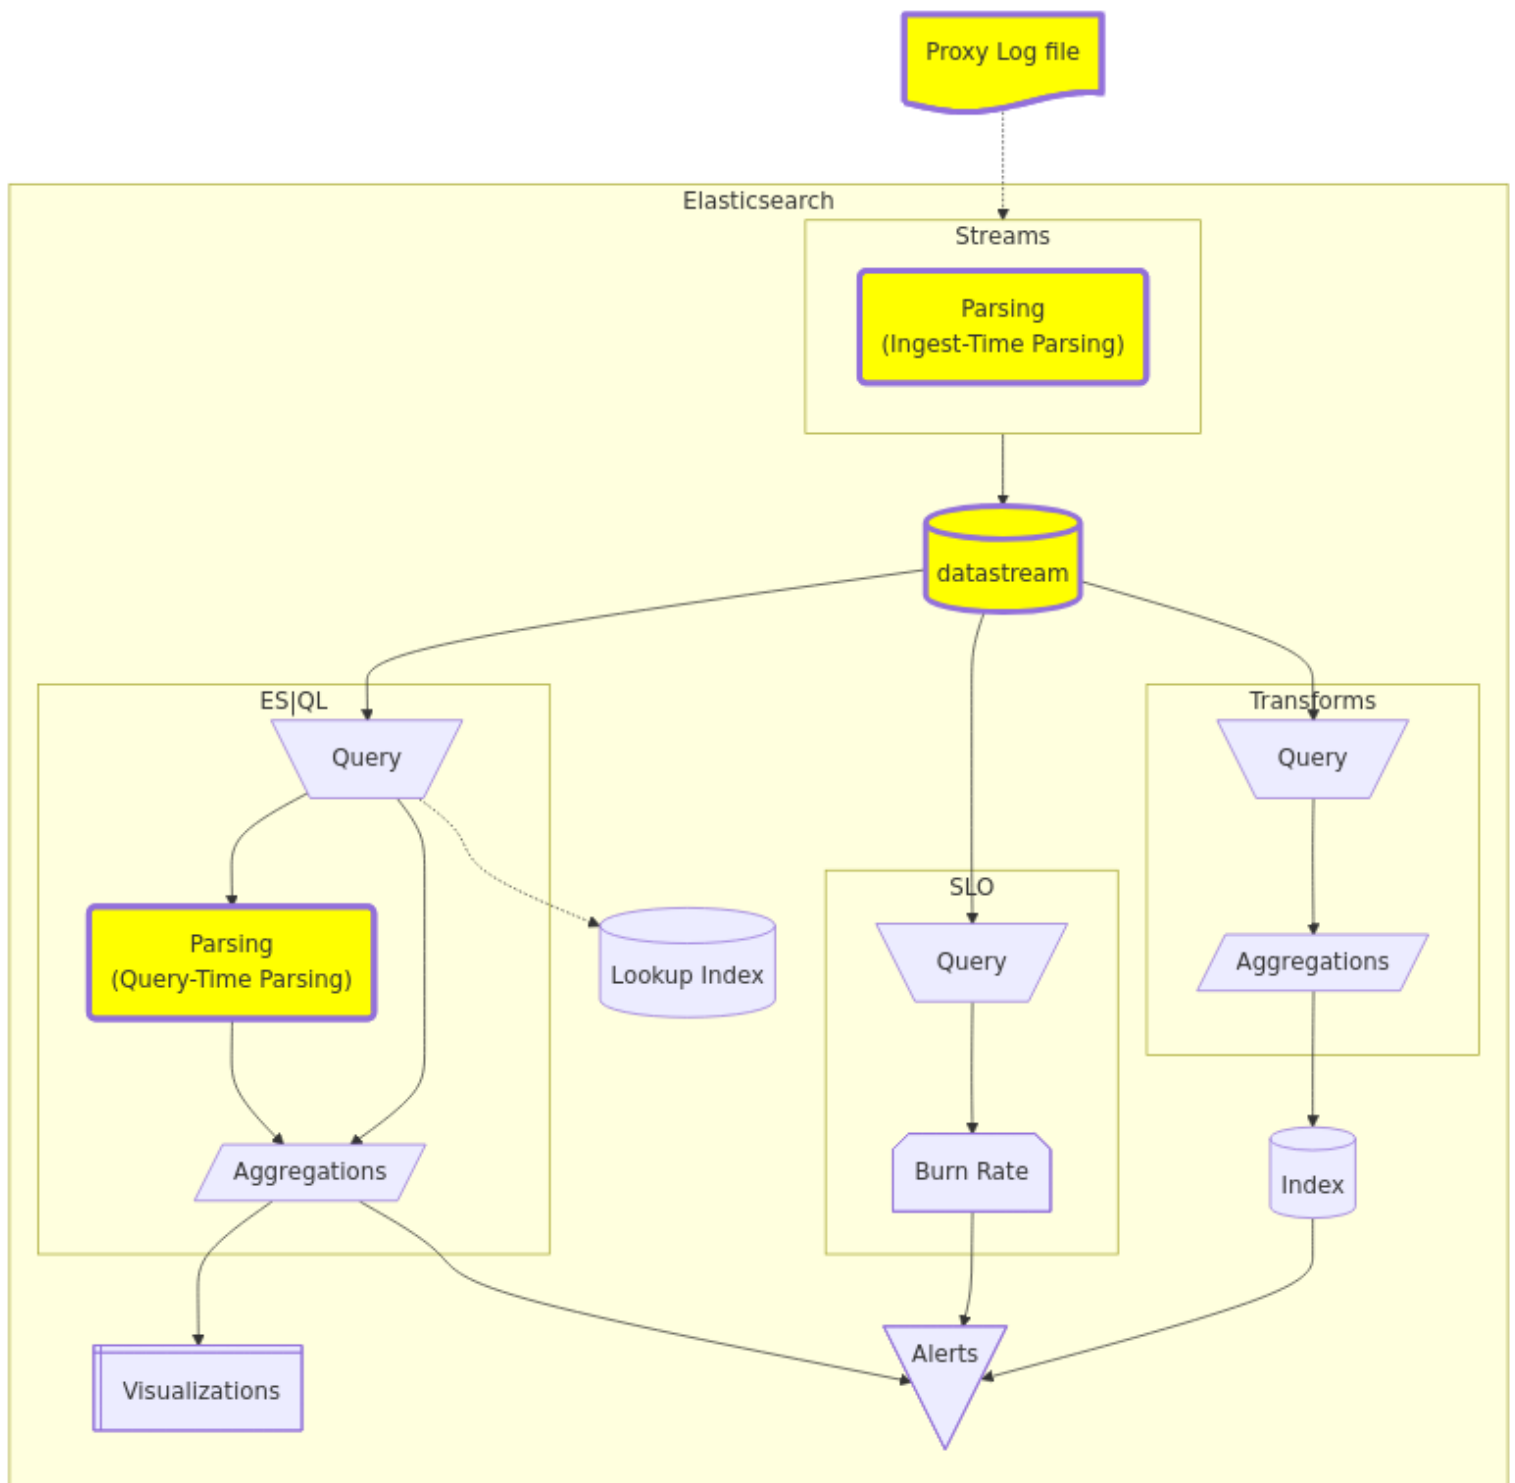 Proxy Log file
Elasticsearch
Streams
Parsing
(Ingest-Time Parsing)
datastream
ES|QL
Query
Transforms
Query
SLO
Query
Parsing
(Query-Time Parsing)
Lookup Index
Aggregations
Aggregations
Burn Rate
Index
Visualizations
Alerts